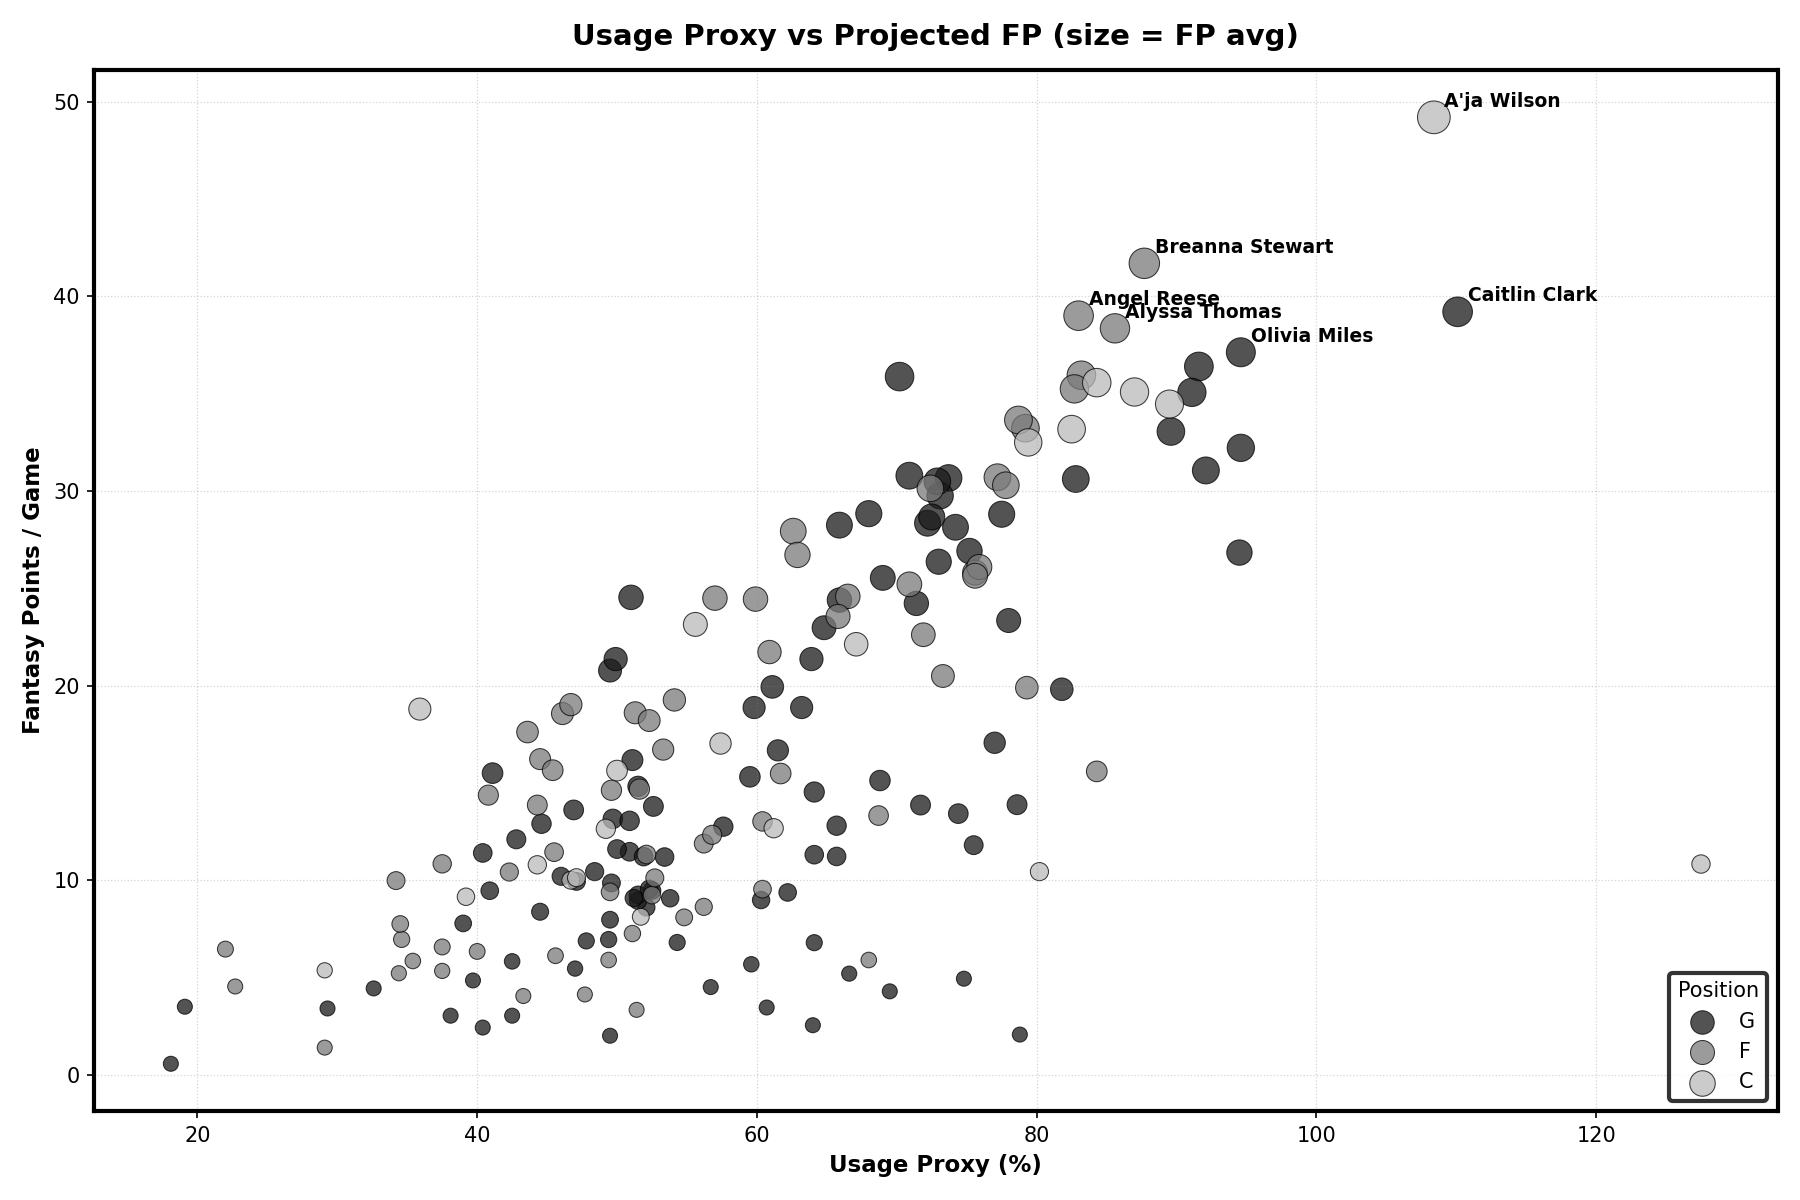 Usage Proxy vs Projected FP (size = FP avg)
Fantasy Points / Game
50
40
30
20
10
0
A'ja Wilson
Breanna Stewart
Angel Reese
Alyssa Thomas
Caitlin Clark
Olivia Miles
Position
G
F
C
20
40
60
80
100
120
Usage Proxy (%)